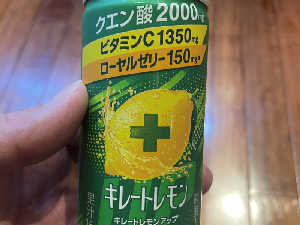 クエン酸2000mg
ビタミンC1350mg
ローヤルゼリー150mg
キレートレモン
キレートレモンアップ
果汁